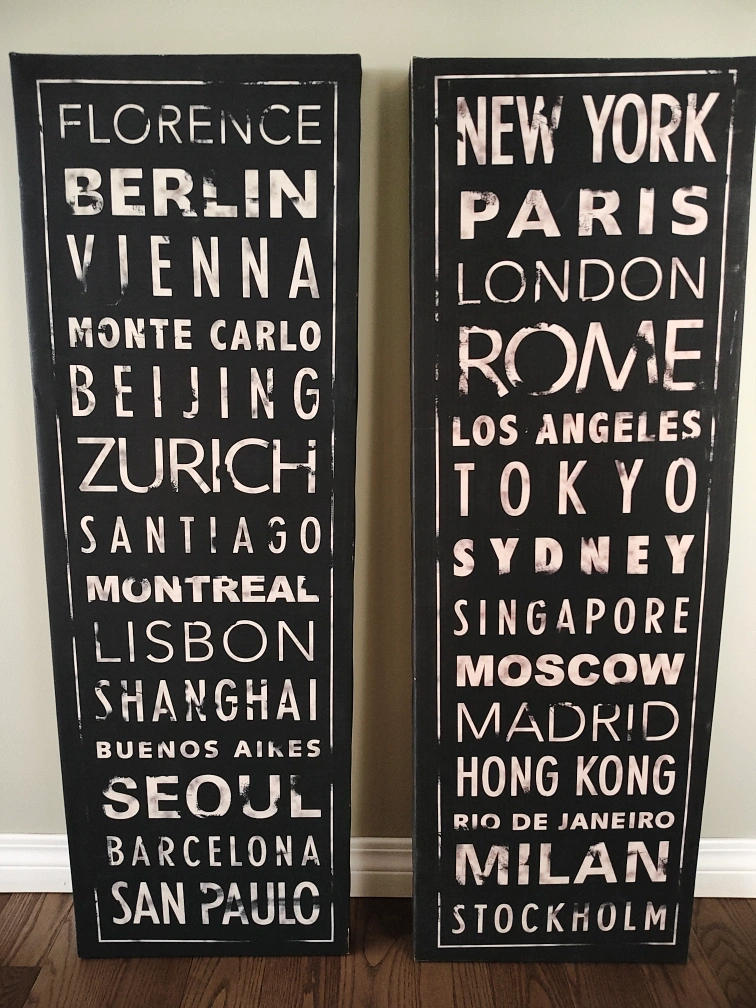 FLORENCE
BERLIN
VIENNA
MONTE CARLO
BEIJING
ZURICH
SANTIAGO
MONTREAL
LISBON
SHANGHAI
BUENOS AIRES
SEOUL
BARCELONA
SAN PAULO
NEW YORK
PARIS
LONDON
ROME
LOS ANGELES
TOKYO
SYDNEY
SINGAPORE
MOSCOW
MADRID
HONG KONG
RIO DE JANEIRO
MILAN
STOCKHOLM